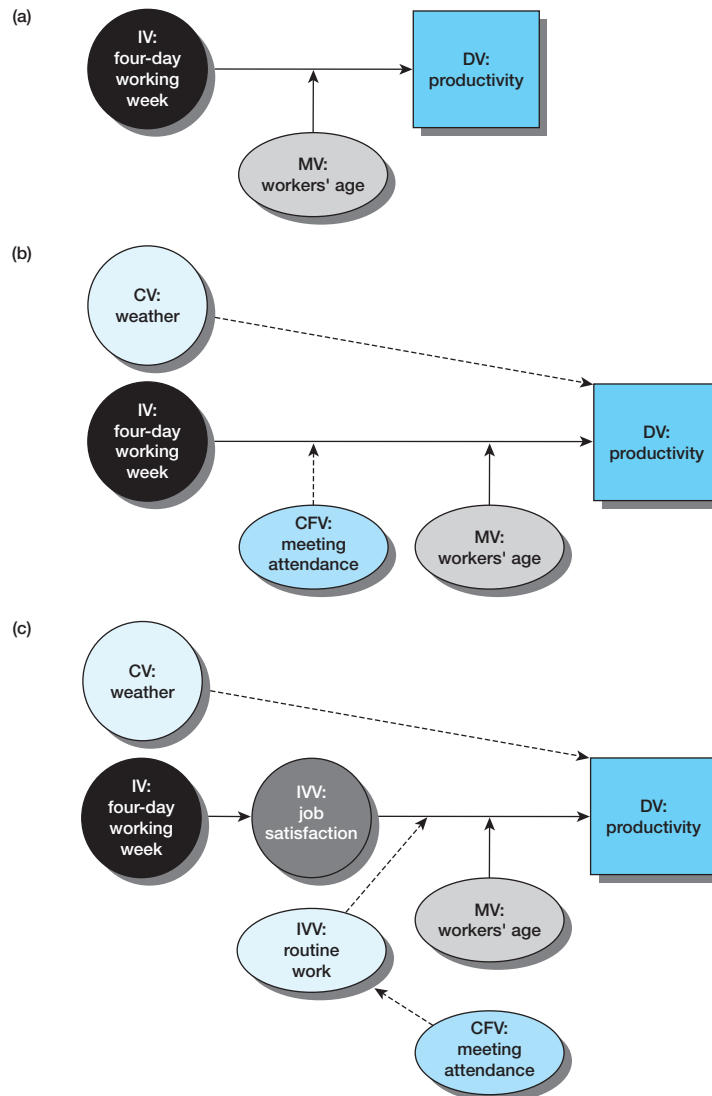 (a)
IV:
four-day
working
week
DV:
productivity
MV:
workers' age
(b)
CV:
weather
IV:
four-day
working
week
DV:
productivity
CFV:
meeting
attendance
MV:
workers' age
(c)
CV:
weather
IV:
four-day
working
week
IVV:
job
satisfaction
DV:
productivity
MV:
workers' age
IVV:
routine
work
CFV:
meeting
attendance